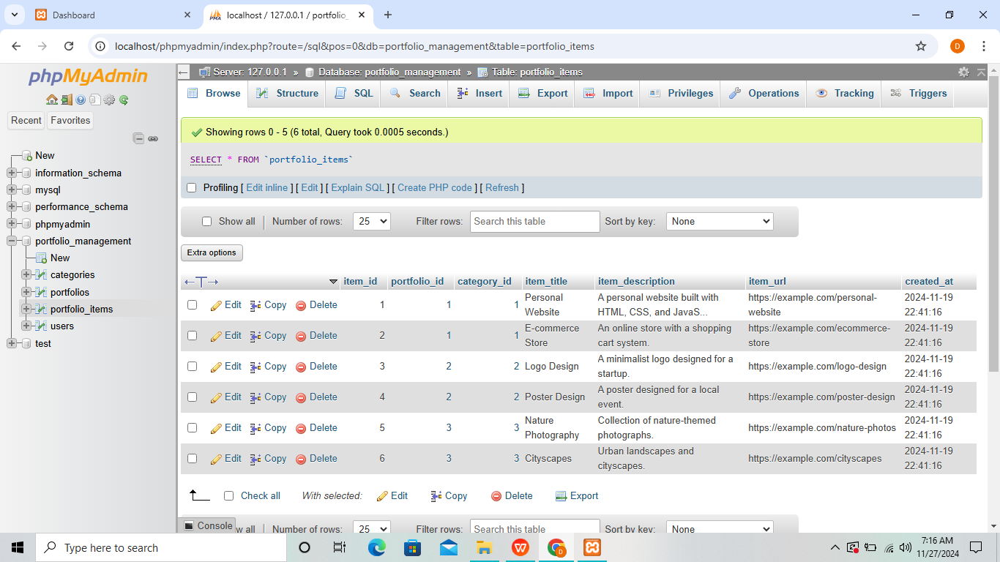 Dashboard
localhost / 127.0.0.1 / portfolio_
localhost/phpmyadmin/index.php?route=/sql&pos=0&db=portfolio_management&table=portfolio_items
D
phpMyAdmin
Recent Favorites
New
information_schema
mysql
performance_schema
phpmyadmin
portfolio_management
New
categories
portfolios
portfolio_items
users
test
Server: 127.0.0.1 » Database: portfolio_management » Table: portfolio_items
Browse Structure SQL Search Insert Export Import Privileges Operations Tracking Triggers
Showing rows 0 - 5 (6 total, Query took 0.0005 seconds.)
SELECT * FROM `portfolio_items`
Profiling [ Edit inline ] [ Edit ] [ Explain SQL ] [ Create PHP code ] [ Refresh ]
Show all Number of rows: 25 Filter rows: Search this table Sort by key: None
Extra options
item_id portfolio_id category_id item_title item_description item_url created_at
Edit Copy Delete 1 1 1 Personal Website A personal website built with HTML, CSS, and JavaS... https://example.com/personal-website 2024-11-19 22:41:16
Edit Copy Delete 2 1 1 E-commerce Store An online store with a shopping cart system. https://example.com/ecommerce-store 2024-11-19 22:41:16
Edit Copy Delete 3 2 2 Logo Design A minimalist logo designed for a startup. https://example.com/logo-design 2024-11-19 22:41:16
Edit Copy Delete 4 2 2 Poster Design A poster designed for a local event. https://example.com/poster-design 2024-11-19 22:41:16
Edit Copy Delete 5 3 3 Nature Photography Collection of nature-themed photographs. https://example.com/nature-photos 2024-11-19 22:41:16
Edit Copy Delete 6 3 3 Cityscapes Urban landscapes and cityscapes. https://example.com/cityscapes 2024-11-19 22:41:16
Check all With selected: Edit Copy Delete Export
Console
w all Number of rows: 25 Filter rows: Search this table Sort by key: None
Type here to search
7:16 AM
11/27/2024